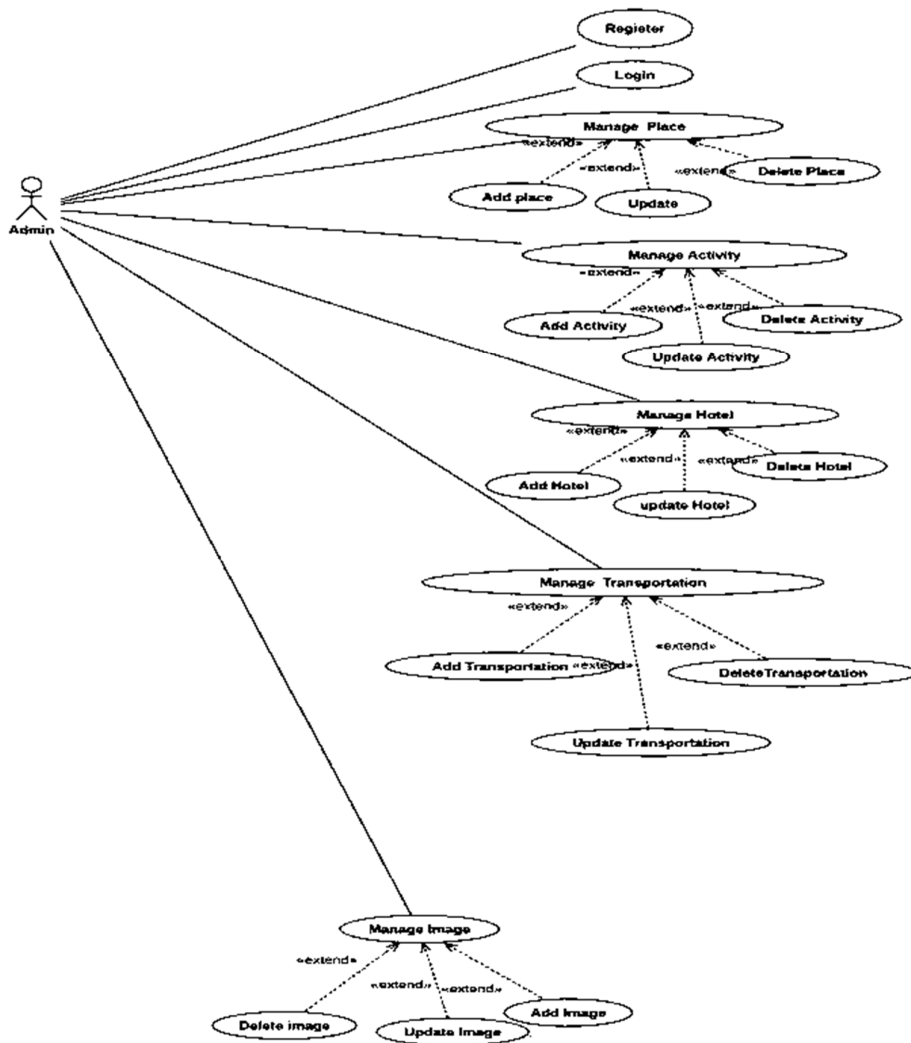 Register
Login
Manage Place
«extend»
«extend»
«extend»
Delete Place
Add place
Update
Admin
Manage Activity
«extend»
«extend»
«extend»
Delete Activity
Add Activity
Update Activity
Manage Hotel
«extend»
«extend»
«extend»
Delete Hotel
Add Hotel
update Hotel
Manage Transportation
«extend»
«extend»
«extend»
Add Transportation
DeleteTransportation
Update Transportation
Manage Image
«extend»
«extend»
«extend»
Add Image
Delete image
Update Image